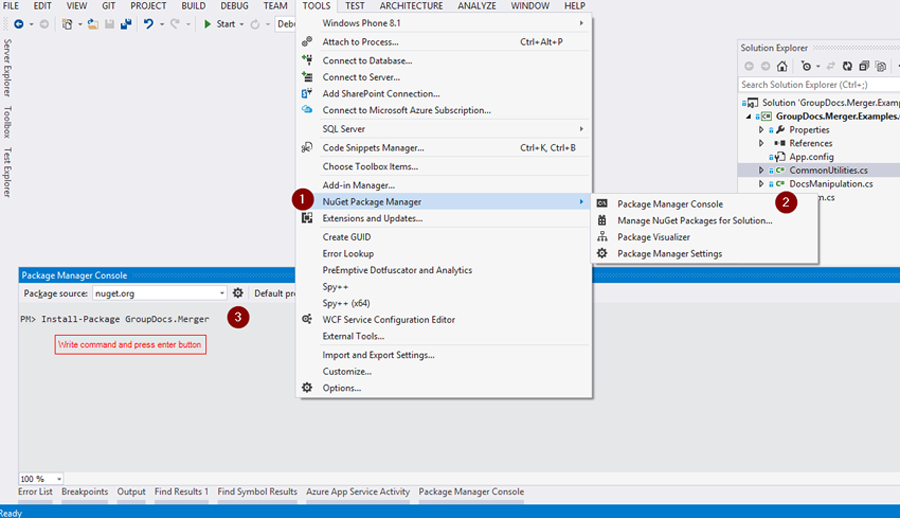 FILE EDIT VIEW GIT PROJECT BUILD DEBUG TEAM TOOLS TEST ARCHITECTURE ANALYZE WINDOW HELP
Start
Server Explorer
Toolbox
Test Explorer
Windows Phone 8.1
Attach to Process... Ctrl+Alt+P
Connect to Database...
Connect to Server...
Add SharePoint Connection...
Connect to Microsoft Azure Subscription...
SQL Server
Code Snippets Manager... Ctrl+K, Ctrl+B
Choose Toolbox Items...
Add-in Manager...
1 NuGet Package Manager
Extensions and Updates...
Create GUID
Error Lookup
PreEmptive Dotfuscator and Analytics
Spy++
Spy++ (x64)
WCF Service Configuration Editor
External Tools...
Import and Export Settings...
Customize...
Options...
Package Manager Console 2
Manage NuGet Packages for Solution...
Package Visualizer
Package Manager Settings
Solution Explorer
Search Solution Explorer (Ctrl+;)
Solution 'GroupDocs.Merger.Examp
GroupDocs.Merger.Examples.
Properties
References
App.config
CommonUtilities.cs
DocsManipulation.cs
Package Manager Console
Package source: nuget.org Default pr
PM> Install-Package GroupDocs.Merger 3
Write command and press enter button
100 %
Error List Breakpoints Output Find Results 1 Find Symbol Results Azure App Service Activity Package Manager Console
Ready